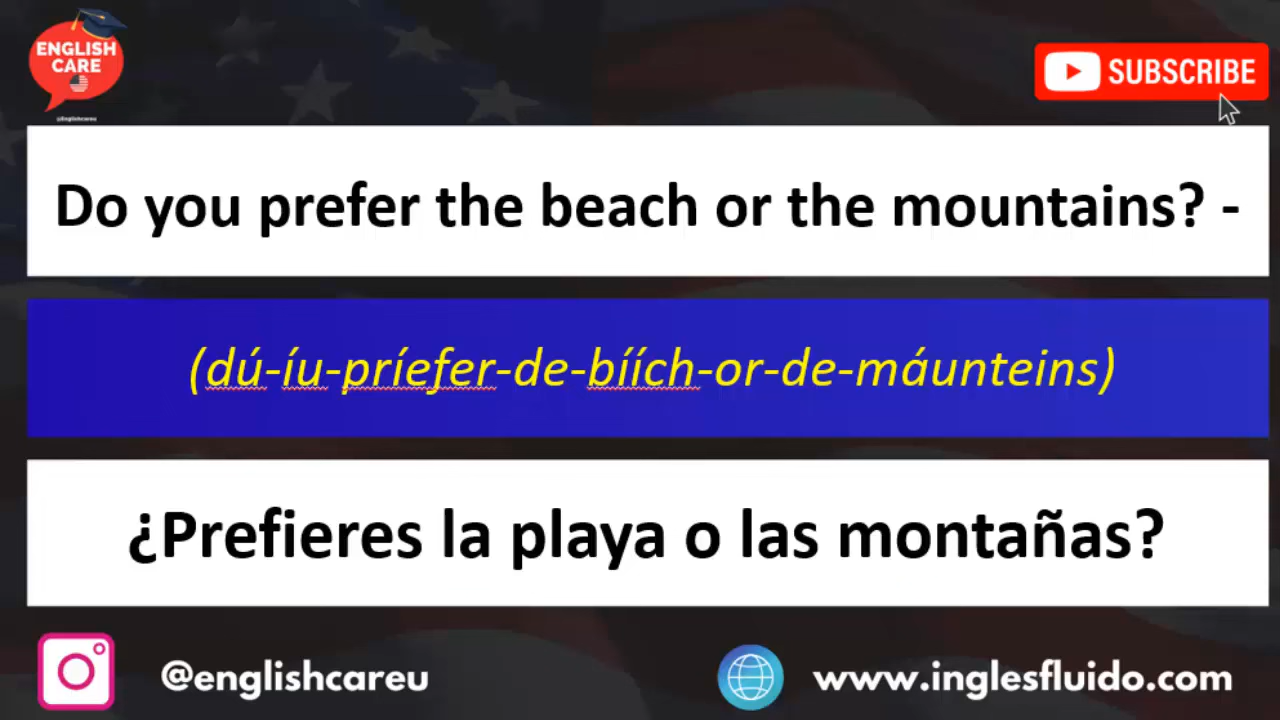 ENGLISH
CARE
@Englishcareu
SUBSCRIBE
Do you prefer the beach or the mountains? -
(dú-íu-príefer-de-bíích-or-de-máunteins)
¿Prefieres la playa o las montañas?
@englishcareu
www.inglesfluido.com